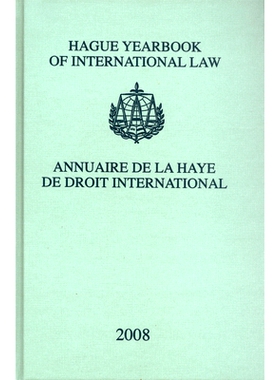 HAGUE YEARBOOK
OF INTERNATIONAL LAW
ANNUAIRE DE LA HAYE
DE DROIT INTERNATIONAL
2008